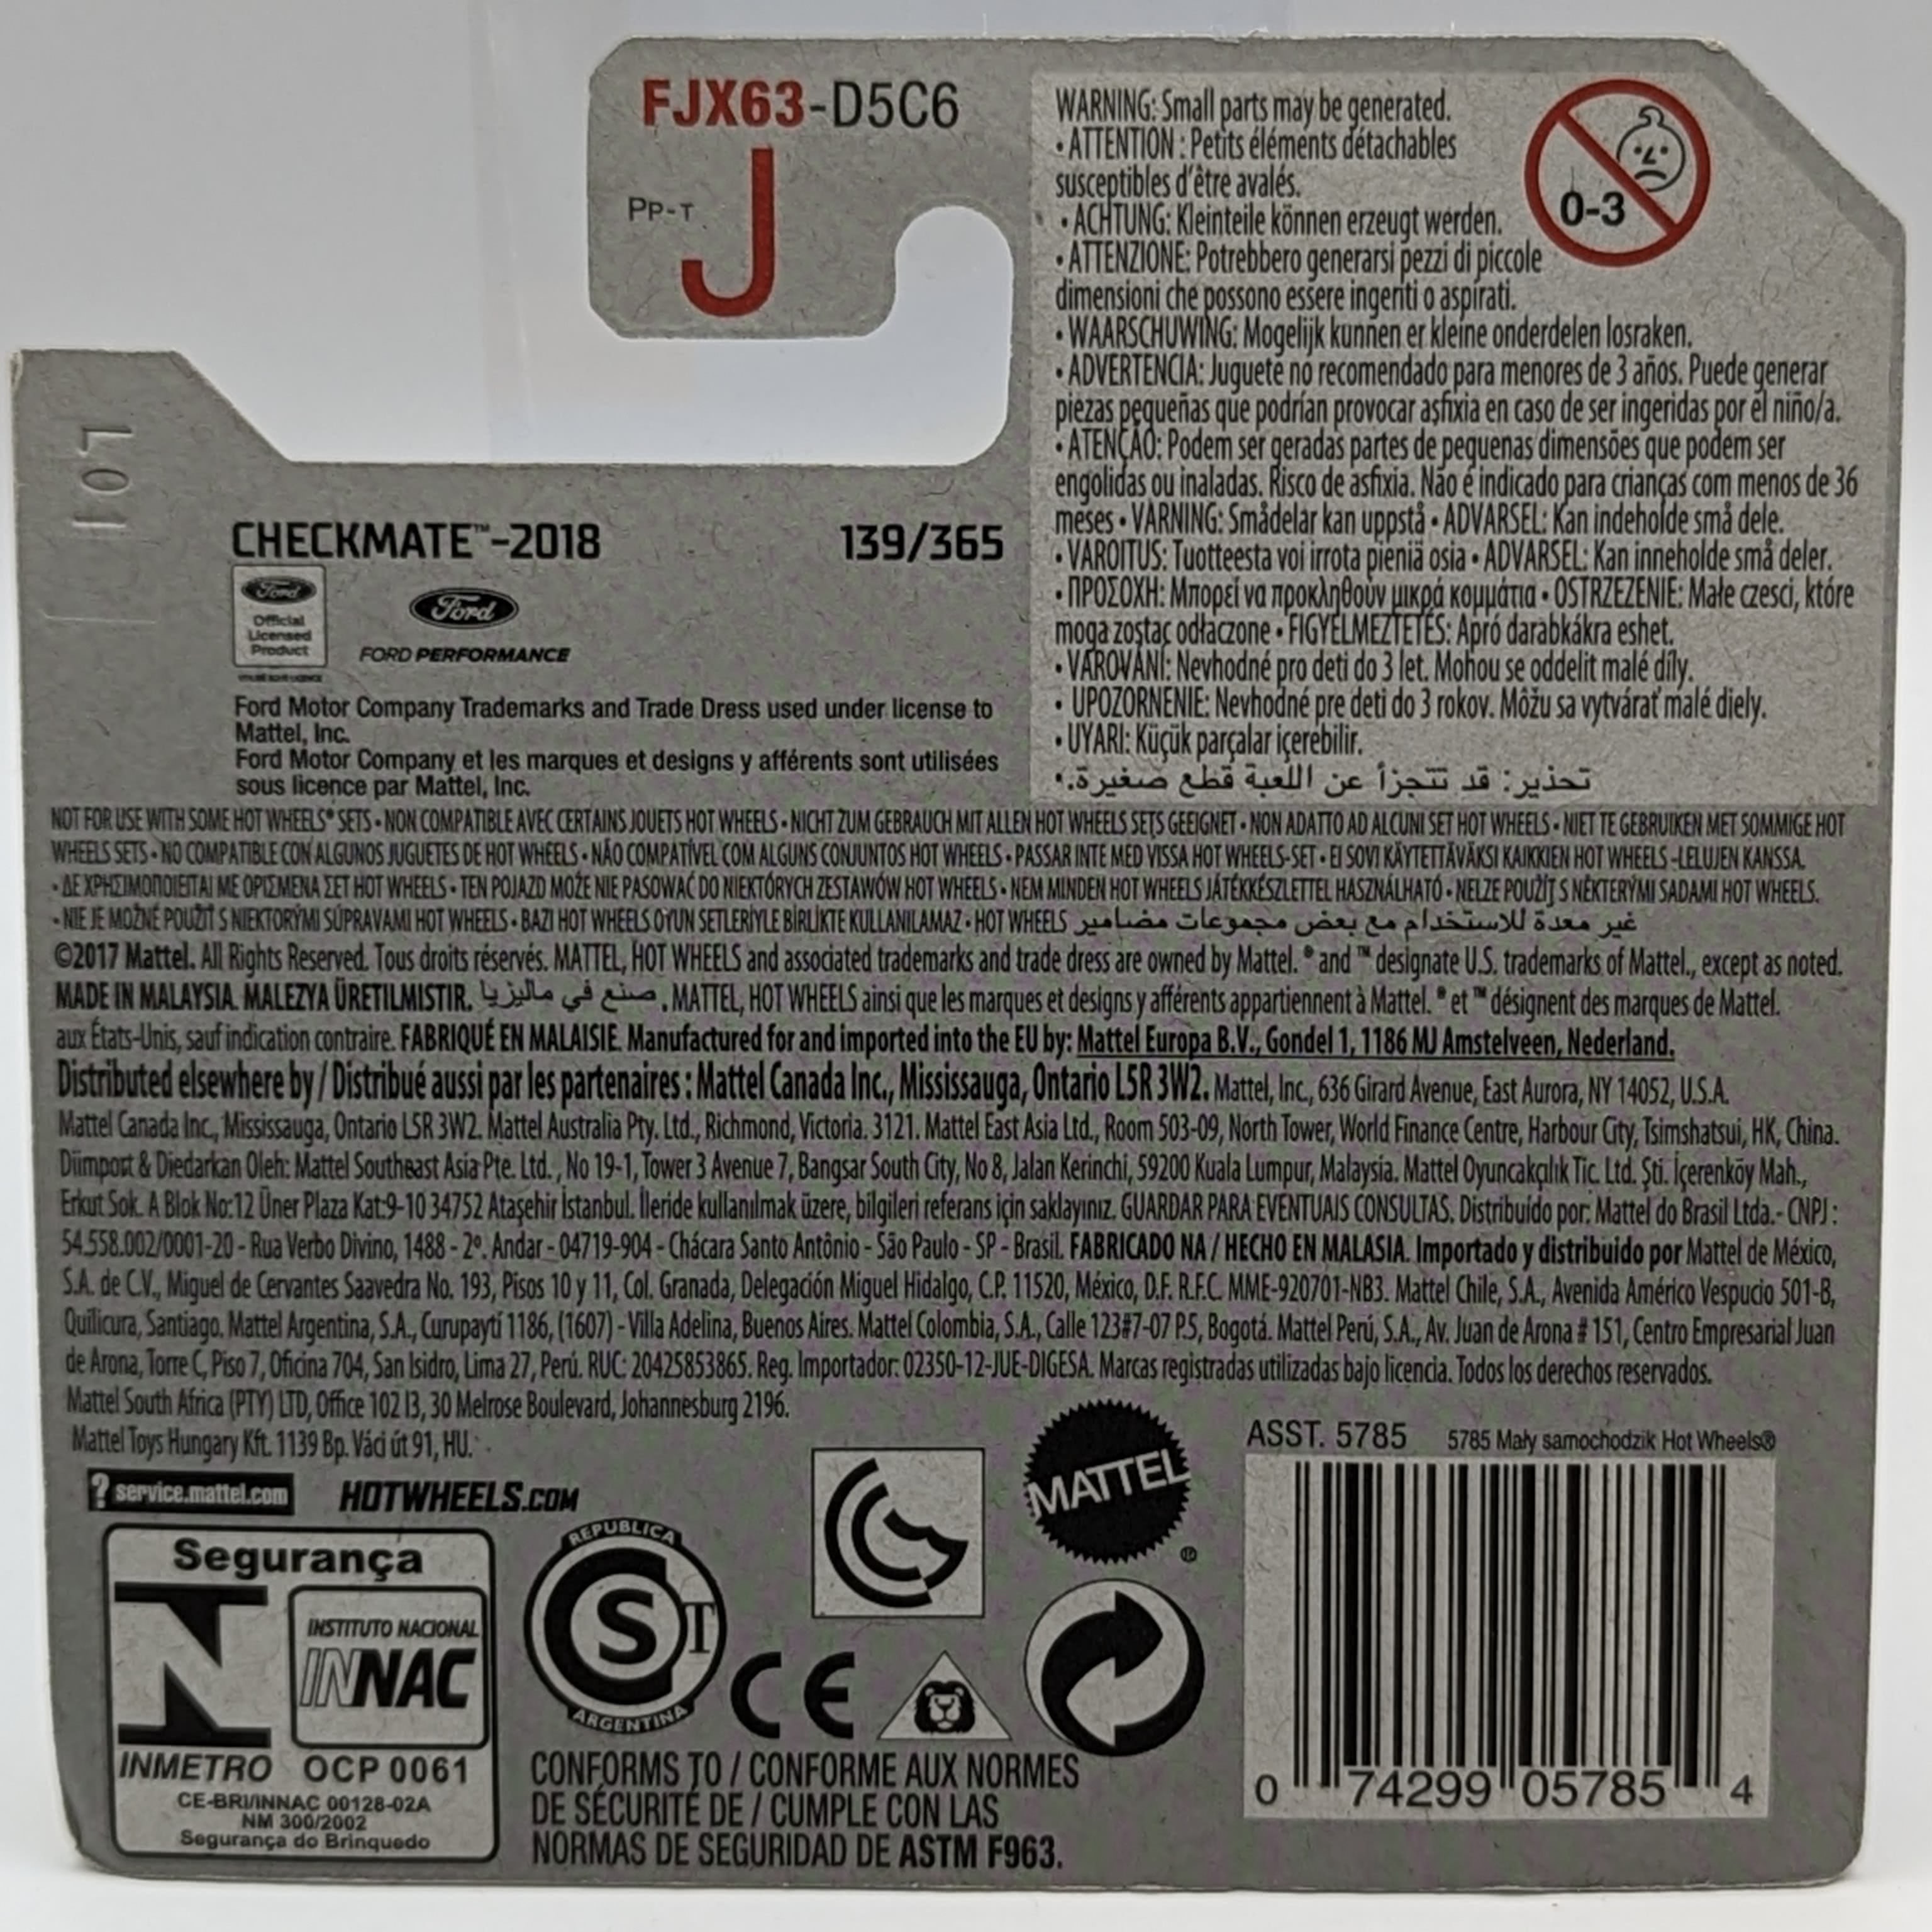 FJX63-D5C6
PP-T
J
WARNING: Small parts may be generated.
• ATTENTION : Petits éléments détachables
susceptibles d'être avalés.
• ACHTUNG: Kleinteile können erzeugt werden.
• ATTENZIONE: Potrebbero generarsi pezzi di piccole
dimensioni che possono essere ingeriti o aspirati.
• WAARSCHUWING: Mogelijk kunnen er kleine onderdelen losraken.
• ADVERTENCIA: Juguete no recomendado para menores de 3 años. Puede generar
piezas pequeñas que podrían provocar asfixia en caso de ser ingeridas por el niño/a.
• ATENÇÃO: Podem ser geradas partes de pequenas dimensões que podem ser
engolidas ou inaladas. Risco de asfixia. Não é indicado para crianças com menos de 36
meses • VARNING: Smådelar kan uppstå • ADVARSEL: Kan indeholde små dele.
• VAROITUS: Tuotteesta voi irrota pieniä osia • ADVARSEL: Kan inneholde små deler.
• ΠΡΟΣΟΧΗ: Μπορεί να προκληθούν μικρά κομμάτια • OSTRZEZENIE: Małe czesci, które
moga zostac odłaczone • FIGYELMEZTETÉS: Apró darabkákra eshet.
• VAROVÁNÍ: Nevhodné pro deti do 3 let. Mohou se oddelit malé díly.
• UPOZORNENIE: Nevhodné pre deti do 3 rokov. Môžu sa vytvárať malé diely.
• UYARI: Küçük parçalar içerebilir.
• تحذير: قد تتجزأ عن اللعبة قطع صغيرة.
0-3
LOI
CHECKMATE™-2018 139/365
Ford
Official
Licensed
Product
Ford
FORD PERFORMANCE
Ford Motor Company Trademarks and Trade Dress used under license to
Mattel, Inc.
Ford Motor Company et les marques et designs y afférents sont utilisées
sous licence par Mattel, Inc.
NOT FOR USE WITH SOME HOT WHEELS® SETS • NON COMPATIBLE AVEC CERTAINS JOUETS HOT WHEELS • NICHT ZUM GEBRAUCH MIT ALLEN HOT WHEELS SETS GEEIGNET • NON ADATTO AD ALCUNI SET HOT WHEELS • NIET TE GEBRUIKEN MET SOMMIGE HOT
WHEELS SETS • NO COMPATIBLE CON ALGUNOS JUGUETES DE HOT WHEELS • NÃO COMPATÍVEL COM ALGUNS CONJUNTOS HOT WHEELS • PASSAR INTE MED VISSA HOT WHEELS-SET • EI SOVI KÄYTETTÄVÄKSI KAIKKIEN HOT WHEELS -LELUJEN KANSSA.
• ΔΕ ΧΡΗΣΙΜΟΠΟΙΕΙΤΑΙ ΜΕ ΟΡΙΣΜΕΝΑ ΣΕΤ HOT WHEELS • TEN POJAZD MOŻE NIE PASOWAĆ DO NIEKTÓRYCH ZESTAWÓW HOT WHEELS • NEM MINDEN HOT WHEELS JÁTÉKKÉSZLETTEL HASZNÁLHATÓ • NELZE POUŽÍT S NĚKTERÝMI SADAMI HOT WHEELS.
• NIE JE MOŽNÉ POUŽIŤ S NIEKTORÝMI SÚPRAVAMI HOT WHEELS • BAZI HOT WHEELS OYUN SETLERİYLE BİRLİKTE KULLANILAMAZ • HOT WHEELS غير معدة للاستخدام مع بعض مجموعات مضامير
©2017 Mattel. All Rights Reserved. Tous droits réservés. MATTEL, HOT WHEELS and associated trademarks and trade dress are owned by Mattel. ® and ™ designate U.S. trademarks of Mattel., except as noted.
MADE IN MALAYSIA. MALEZYA ÜRETILMISTIR. صنع في ماليزيا. MATTEL, HOT WHEELS ainsi que les marques et designs y afférents appartiennent à Mattel. ® et ™ désignent des marques de Mattel.
aux États-Unis, sauf indication contraire. FABRIQUÉ EN MALAISIE. Manufactured for and imported into the EU by: Mattel Europa B.V., Gondel 1, 1186 MJ Amstelveen, Nederland.
Distributed elsewhere by / Distribué aussi par les partenaires : Mattel Canada Inc., Mississauga, Ontario L5R 3W2. Mattel, Inc., 636 Girard Avenue, East Aurora, NY 14052, U.S.A.
Mattel Canada Inc., Mississauga, Ontario L5R 3W2. Mattel Australia Pty. Ltd., Richmond, Victoria. 3121. Mattel East Asia Ltd., Room 503-09, North Tower, World Finance Centre, Harbour City, Tsimshatsui, HK, China.
Diimport & Diedarkan Oleh: Mattel Southeast Asia Pte. Ltd. , No 19-1, Tower 3 Avenue 7, Bangsar South City, No 8, Jalan Kerinchi, 59200 Kuala Lumpur, Malaysia. Mattel Oyuncakçılık Tic. Ltd. Şti. İçerenköy Mah.,
Erkut Sok. A Blok No:12 Üner Plaza Kat:9-10 34752 Ataşehir İstanbul. İleride kullanılmak üzere, bilgileri referans için saklayınız. GUARDAR PARA EVENTUAIS CONSULTAS. Distribuído por: Mattel do Brasil Ltda.- CNPJ :
54.558.002/0001-20 - Rua Verbo Divino, 1488 - 2º. Andar - 04719-904 - Chácara Santo Antônio - São Paulo - SP - Brasil. FABRICADO NA / HECHO EN MALASIA. Importado y distribuido por Mattel de México,
S.A. de C.V., Miguel de Cervantes Saavedra No. 193, Pisos 10 y 11, Col. Granada, Delegación Miguel Hidalgo, C.P. 11520, México, D.F. R.F.C. MME-920701-NB3. Mattel Chile, S.A., Avenida Américo Vespucio 501-B,
Quilicura, Santiago. Mattel Argentina, S.A., Curupaytí 1186, (1607) - Villa Adelina, Buenos Aires. Mattel Colombia, S.A., Calle 123#7-07 P.5, Bogotá. Mattel Perú, S.A., Av. Juan de Arona # 151, Centro Empresarial Juan
de Arona, Torre C, Piso 7, Oficina 704, San Isidro, Lima 27, Perú. RUC: 20425853865. Reg. Importador: 02350-12-JUE-DIGESA. Marcas registradas utilizadas bajo licencia. Todos los derechos reservados.
Mattel South Africa (PTY) LTD, Office 102 I3, 30 Melrose Boulevard, Johannesburg 2196.
Mattel Toys Hungary Kft. 1139 Bp. Váci út 91, HU.
? service.mattel.com HOTWHEELS.COM
MATTEL ®
ASST. 5785 5785 Mały samochodzik Hot Wheels®
Segurança
INSTITUTO NACIONAL
INNAC
INMETRO OCP 0061
CE-BRI/INNAC 00128-02A
NM 300/2002
Segurança do Brinquedo
REPUBLICA
S T
ARGENTINA
CE
CONFORMS TO / CONFORME AUX NORMES
DE SÉCURITÉ DE / CUMPLE CON LAS
NORMAS DE SEGURIDAD DE ASTM F963.
0 74299 05785 4